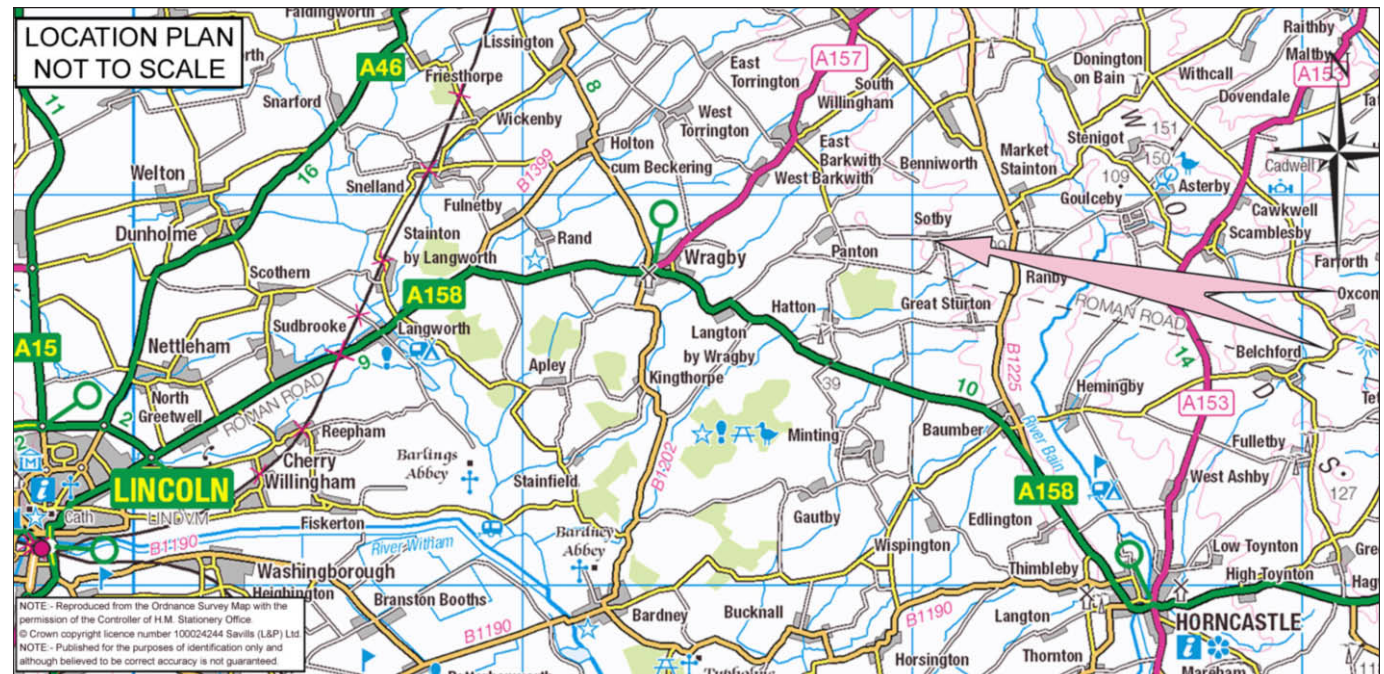 LOCATION PLAN
NOT TO SCALE
Faldingworth
A46
Lissington
Friesthorpe
Snarford
Wickenby
11
16
8
Welton
Snelland
B1399
Holton
cum Beckering
Dunholme
Fulnetby
Stainton
by Langworth
Rand
Scothern
A158
Sudbrooke
Langworth
A15
Nettleham
9
North
Greetwell
ROMAN ROAD
2
2
Reepham
Cherry
Willingham
LINCOLN
LINDVM
Cath
i
B1190
Fiskerton
River Witham
Washingborough
Heighington
Branston Booths
B1190
Barlings
Abbey
Stainfield
Apley
Bardney
Abbey
Bardney
Bucknall
Tupholme
East
Torrington
A157
South
Willingham
West
Torrington
East
Barkwith
West Barkwith
Benniworth
Wragby
Panton
Sotby
Hatton
Great Sturton
Langton
by Wragby
Kingthorpe
39
B1202
Minting
Gautby
Wispington
10
Baumber
A158
Edlington
Thimbleby
Langton
B1190
Horsington
Thornton
Donington
on Bain
Withcall
Raithby
Maltby
A153
Dovendale
Stenigot
W
151
150
Market
Stainton
109
Goulceby
Asterby
O
Cadwell
Cawkwell
Scamblesby
Farforth
Ranby
Oxcon
ROMAN ROAD
14
Belchford
B1225
Hemingby
D
A153
River Bain
Fulletby
West Ashby
S
127
Low Toynton
High Toynton
HORNCASTLE
i
Mareham
NOTE:- Reproduced from the Ordnance Survey Map with the
permission of the Controller of H.M. Stationery Office.
© Crown copyright licence number 100024244 Savills (L&P) Ltd.
NOTE:- Published for the purposes of identification only and
although believed to be correct accuracy is not guaranteed.